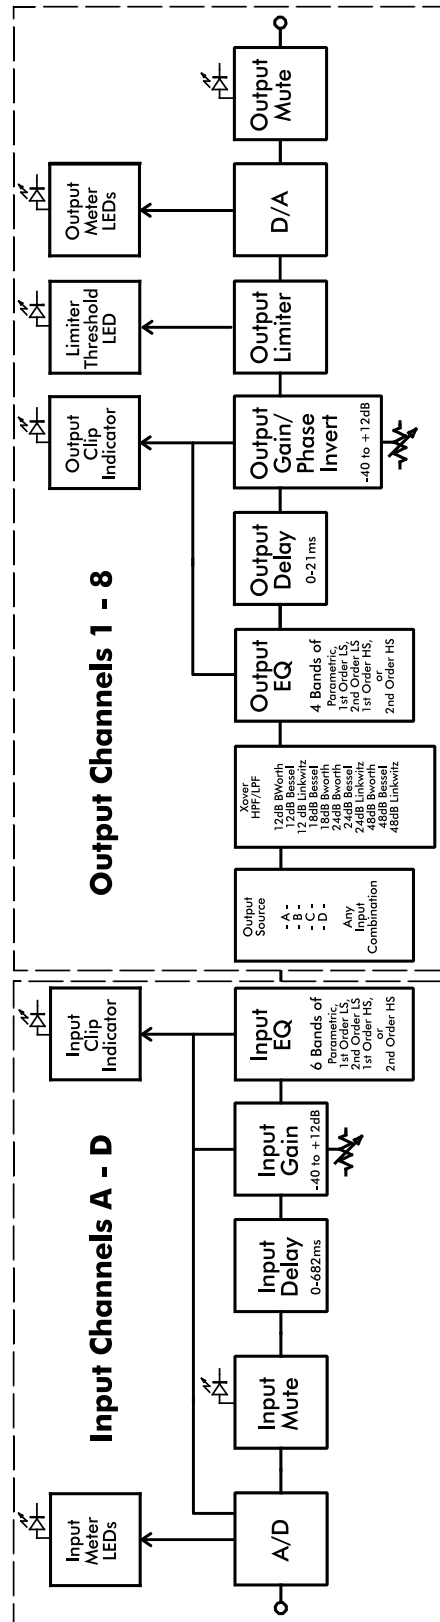 Input Channels A - D
Input
Meter
LEDs
A/D
Input
Mute
Input
Delay
0-682ms
Input
Gain
-40 to +12dB
Input
Clip
Indicator
Input
EQ
6 Bands of
Parametric,
1st Order LS,
2nd Order LS
1st Order HS,
or
2nd Order HS
Output Channels 1 - 8
Output
Source
- A -
- B -
- C -
- D -
Any
Input
Combination
Xover
HPF/LPF
12dB BWorth
12dB Bessel
12 dB Linkwitz
18dB Bessel
18dB Bworth
24dB Bworth
24dB Bessel
24dB Linkwitz
48dB Bworth
48dB Bessel
48dB Linkwitz
Output
EQ
4 Bands of
Parametric,
1st Order LS,
2nd Order LS
1st Order HS,
or
2nd Order HS
Output
Delay
0-21ms
Output
Clip
Indicator
Output
Gain/
Phase
Invert
-40 to +12dB
Limiter
Threshold
LED
Output
Limiter
Output
Meter
LEDs
D/A
Output
Mute